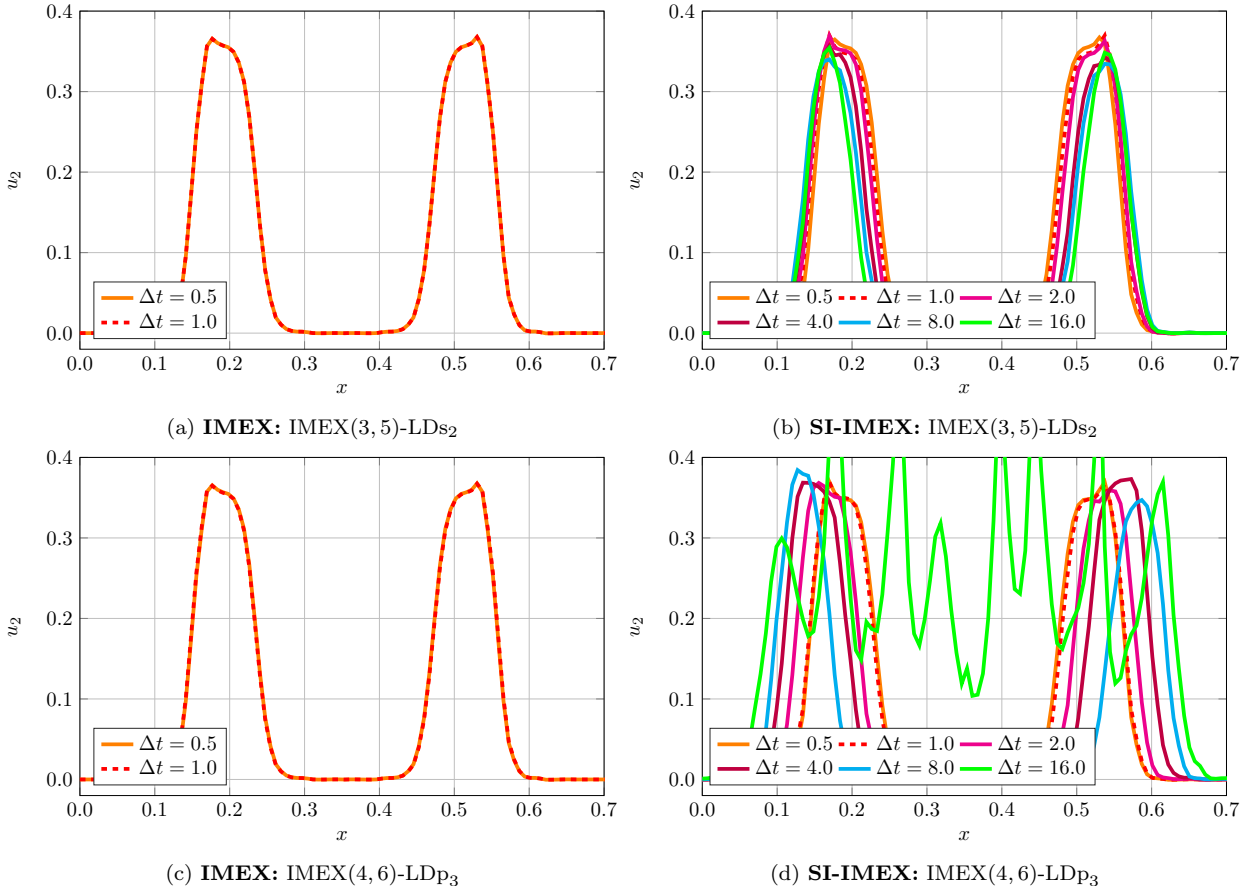 0.4
0.3
0.2
0.1
0.0
u₂
0.0 0.1 0.2 0.3 0.4 0.5 0.6 0.7
x
Δt = 0.5
Δt = 1.0
(a) IMEX: IMEX(3, 5)-LDs₂
0.4
0.3
0.2
0.1
0.0
u₂
0.0 0.1 0.2 0.3 0.4 0.5 0.6 0.7
x
Δt = 0.5 Δt = 1.0 Δt = 2.0
Δt = 4.0 Δt = 8.0 Δt = 16.0
(b) SI-IMEX: IMEX(3, 5)-LDs₂
0.4
0.3
0.2
0.1
0.0
u₂
0.0 0.1 0.2 0.3 0.4 0.5 0.6 0.7
x
Δt = 0.5
Δt = 1.0
(c) IMEX: IMEX(4, 6)-LDp₃
0.4
0.3
0.2
0.1
0.0
u₂
0.0 0.1 0.2 0.3 0.4 0.5 0.6 0.7
x
Δt = 0.5 Δt = 1.0 Δt = 2.0
Δt = 4.0 Δt = 8.0 Δt = 16.0
(d) SI-IMEX: IMEX(4, 6)-LDp₃